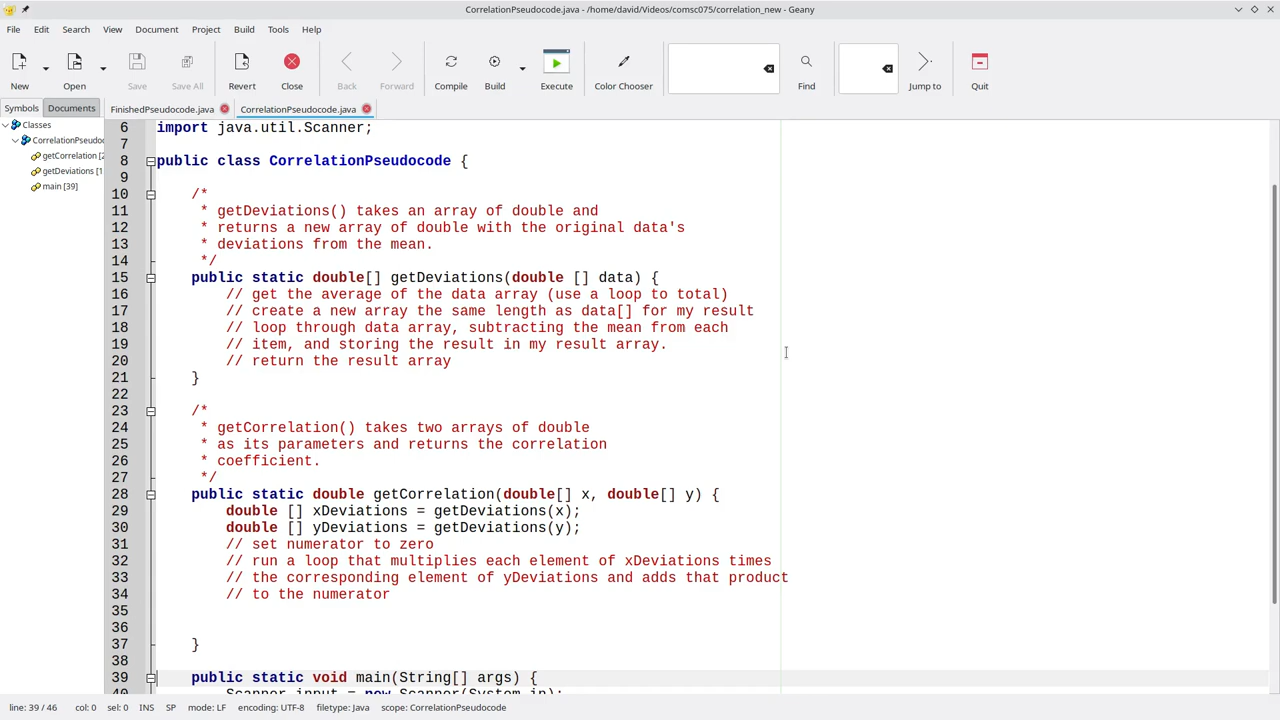 CorrelationPseudocode.java - /home/david/Videos/comsc075/correlation_new - Geany
File Edit Search View Document Project Build Tools Help
New Open Save Save All Revert Close Back Forward Compile Build Execute Color Chooser Find Jump to Quit
Symbols Documents FinishedPseudocode.java CorrelationPseudocode.java
Classes
CorrelationPseudoc
getCorrelation [2
getDeviations [1
main [39]
6 import java.util.Scanner;
7
8 public class CorrelationPseudocode {
9
10 /*
11 * getDeviations() takes an array of double and
12 * returns a new array of double with the original data's
13 * deviations from the mean.
14 */
15 public static double[] getDeviations(double [] data) {
16 // get the average of the data array (use a loop to total)
17 // create a new array the same length as data[] for my result
18 // loop through data array, subtracting the mean from each
19 // item, and storing the result in my result array.
20 // return the result array
21 }
22
23 /*
24 * getCorrelation() takes two arrays of double
25 * as its parameters and returns the correlation
26 * coefficient.
27 */
28 public static double getCorrelation(double[] x, double[] y) {
29 double [] xDeviations = getDeviations(x);
30 double [] yDeviations = getDeviations(y);
31 // set numerator to zero
32 // run a loop that multiplies each element of xDeviations times
33 // the corresponding element of yDeviations and adds that product
34 // to the numerator
35
36
37 }
38
39 public static void main(String[] args) {
40 Scanner input = new Scanner(System.in);
line: 39 / 46 col: 0 sel: 0 INS SP mode: LF encoding: UTF-8 filetype: Java scope: CorrelationPseudocode